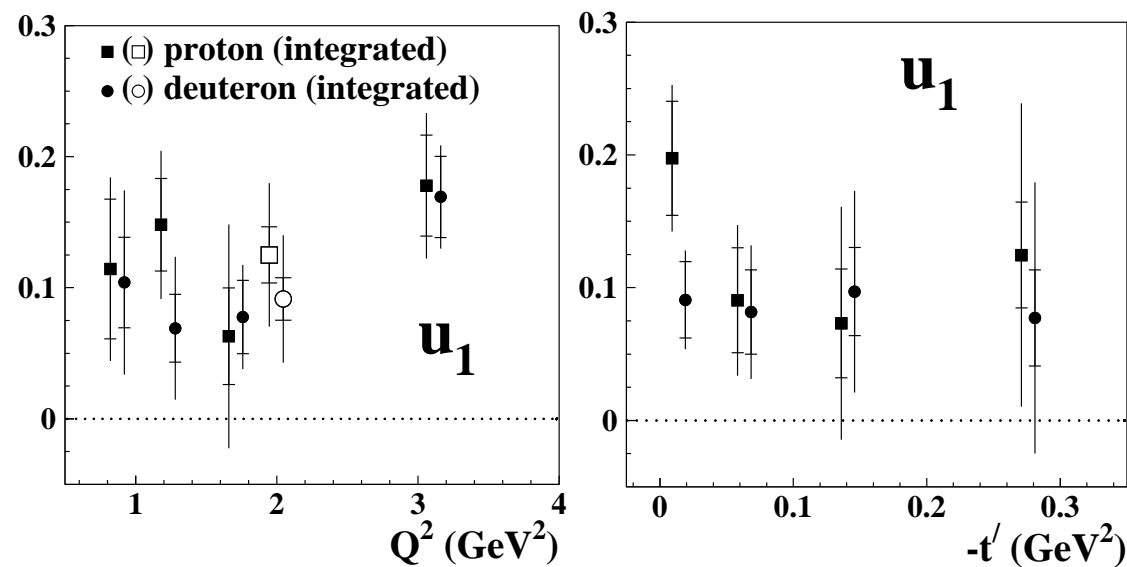 0.3
0.2
0.1
0
■ (□) proton (integrated)
● (○) deuteron (integrated)
u₁
1
2
3
4
Q² (GeV²)
0.3
0.2
0.1
0
u₁
0
0.1
0.2
0.3
-t′ (GeV²)